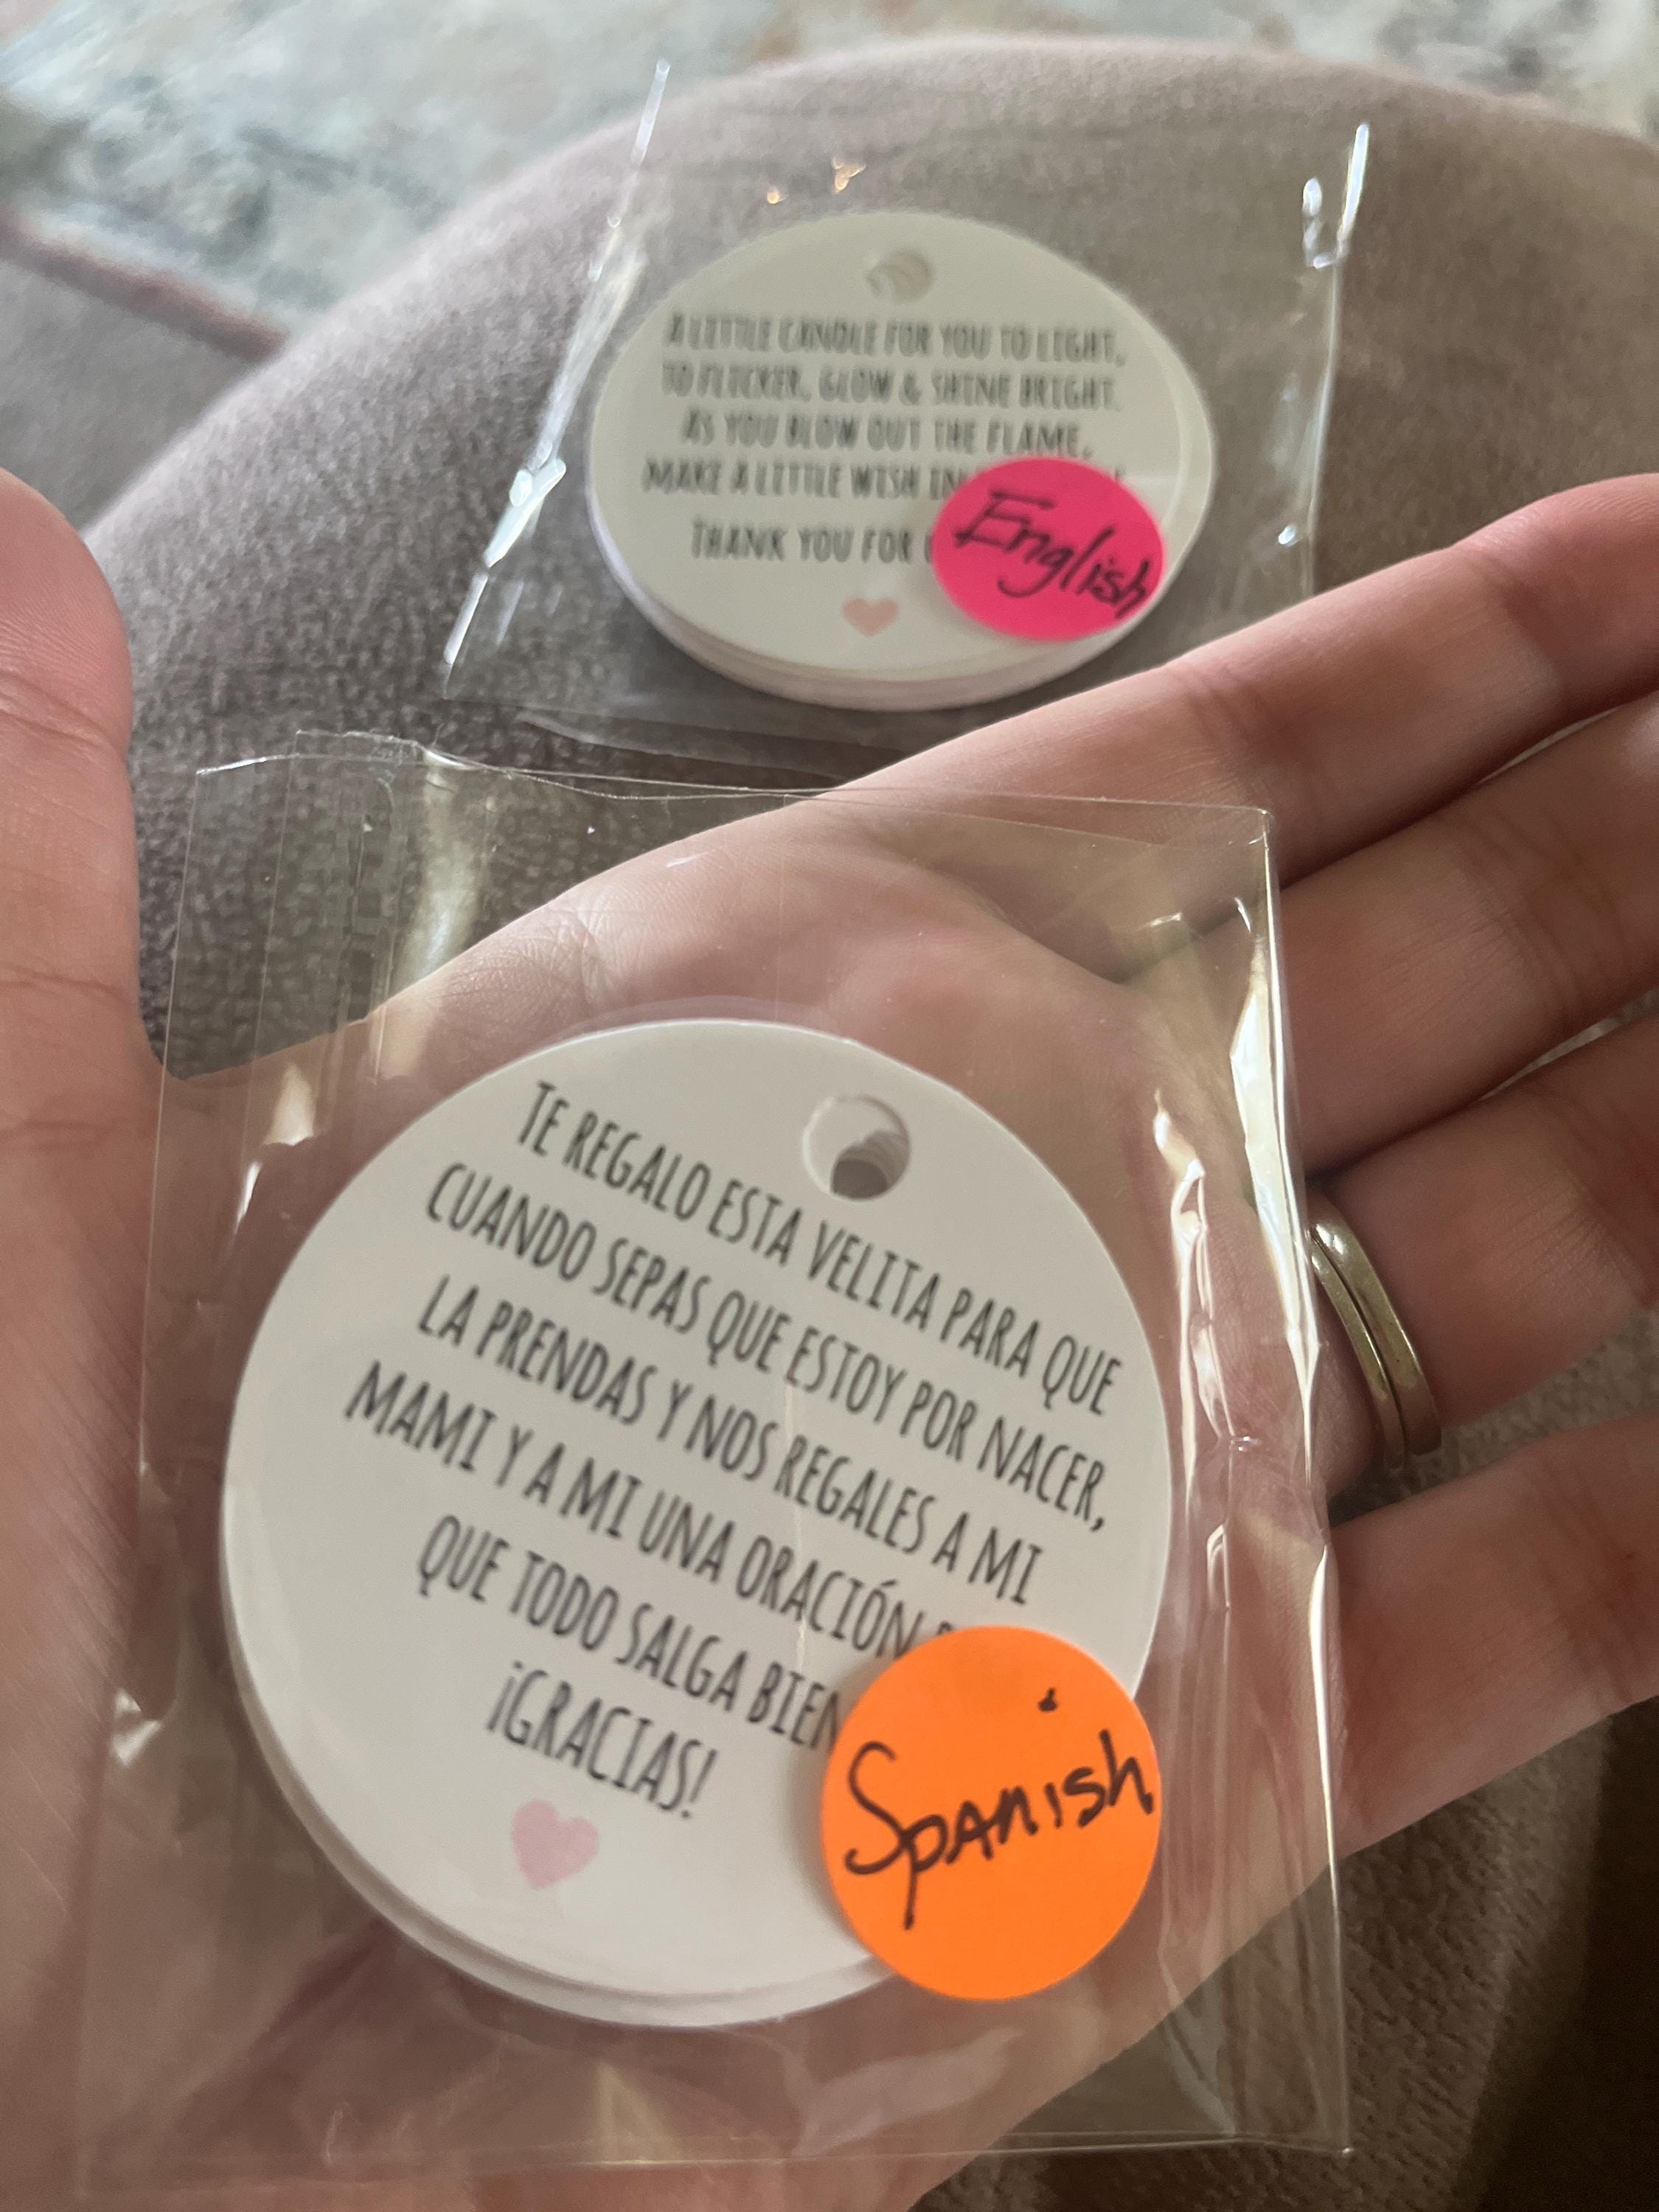 A LITTLE CANDLE FOR YOU TO LIGHT,
TO FLICKER, GLOW & SHINE BRIGHT.
AS YOU BLOW OUT THE FLAME,
MAKE A LITTLE WISH IN
THANK YOU FOR
English
TE REGALO ESTA VELITA PARA QUE
CUANDO SEPAS QUE ESTOY POR NACER,
LA PRENDAS Y NOS REGALES A MI
MAMI Y A MI UNA ORACIÓN
QUE TODO SALGA BIEN
¡GRACIAS!
Spanish